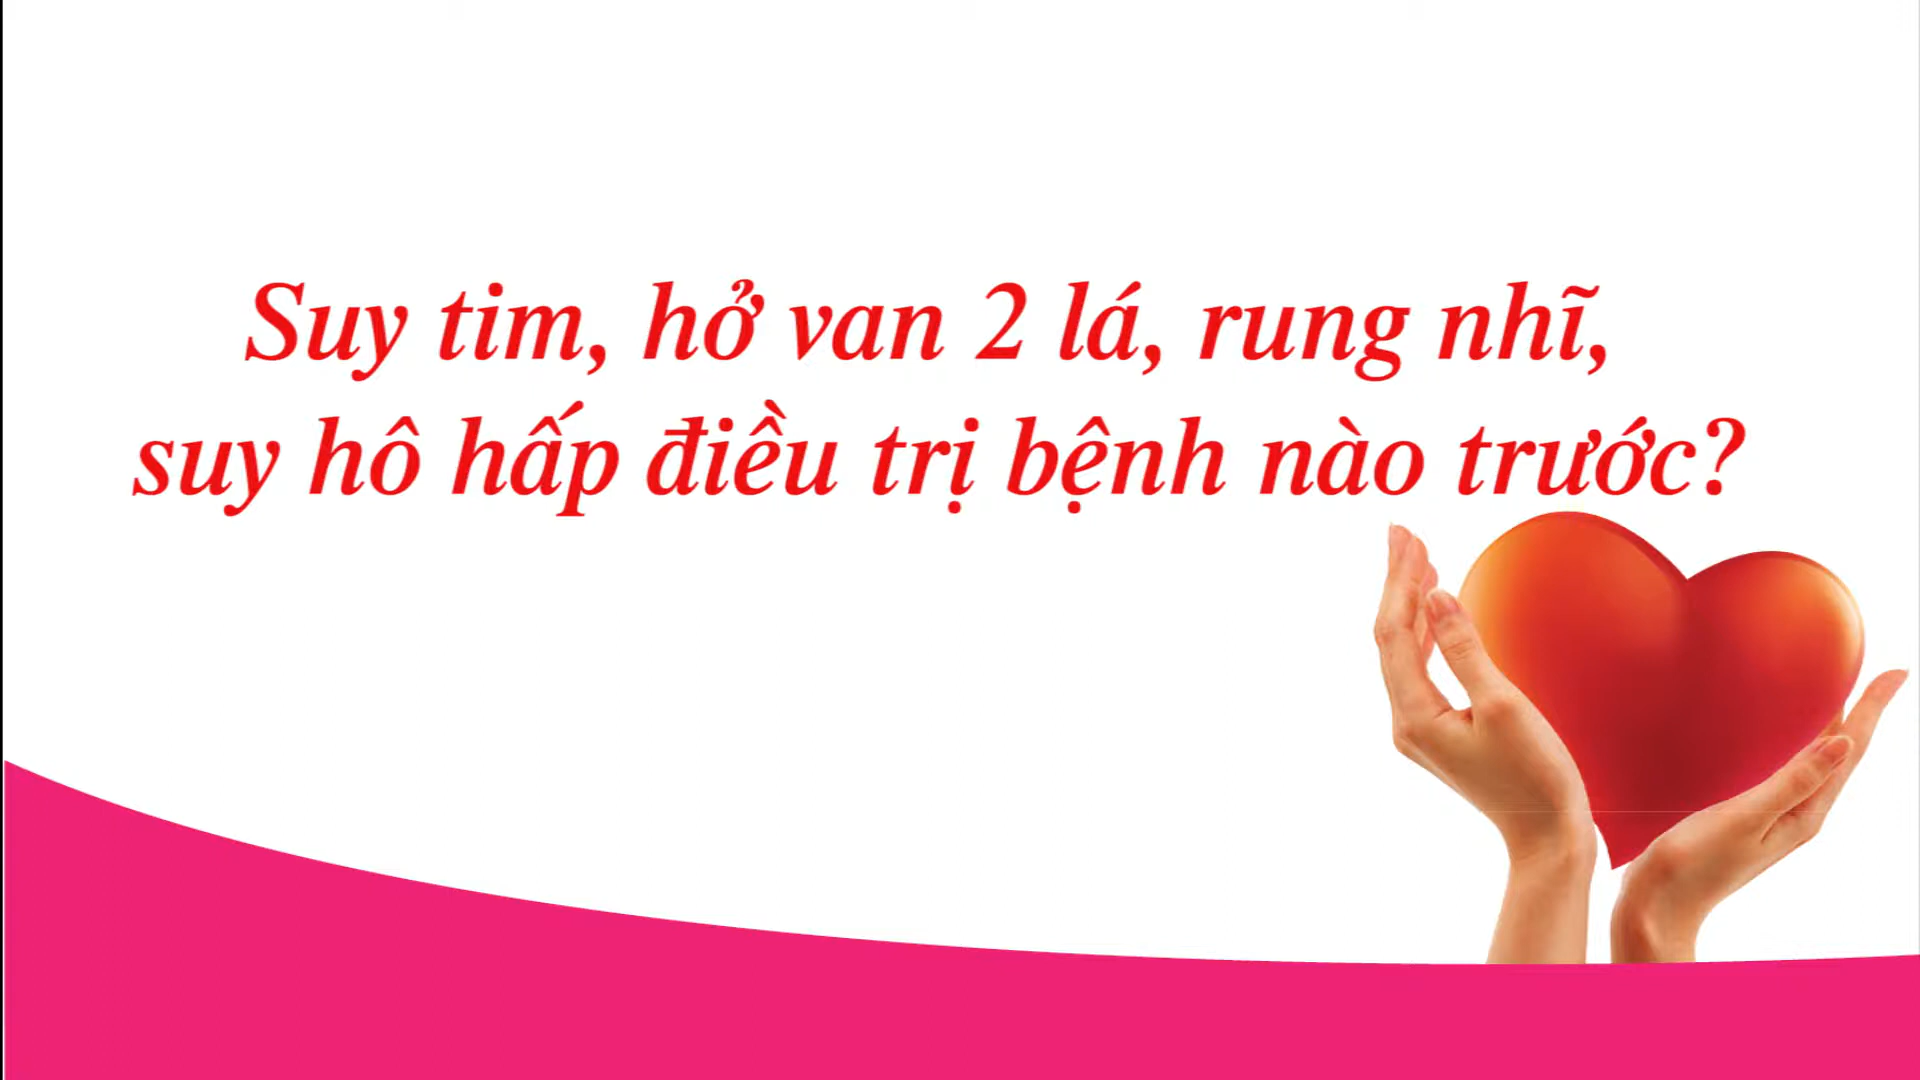 Suy tim, hở van 2 lá, rung nhĩ,
suy hô hấp điều trị bệnh nào trước?